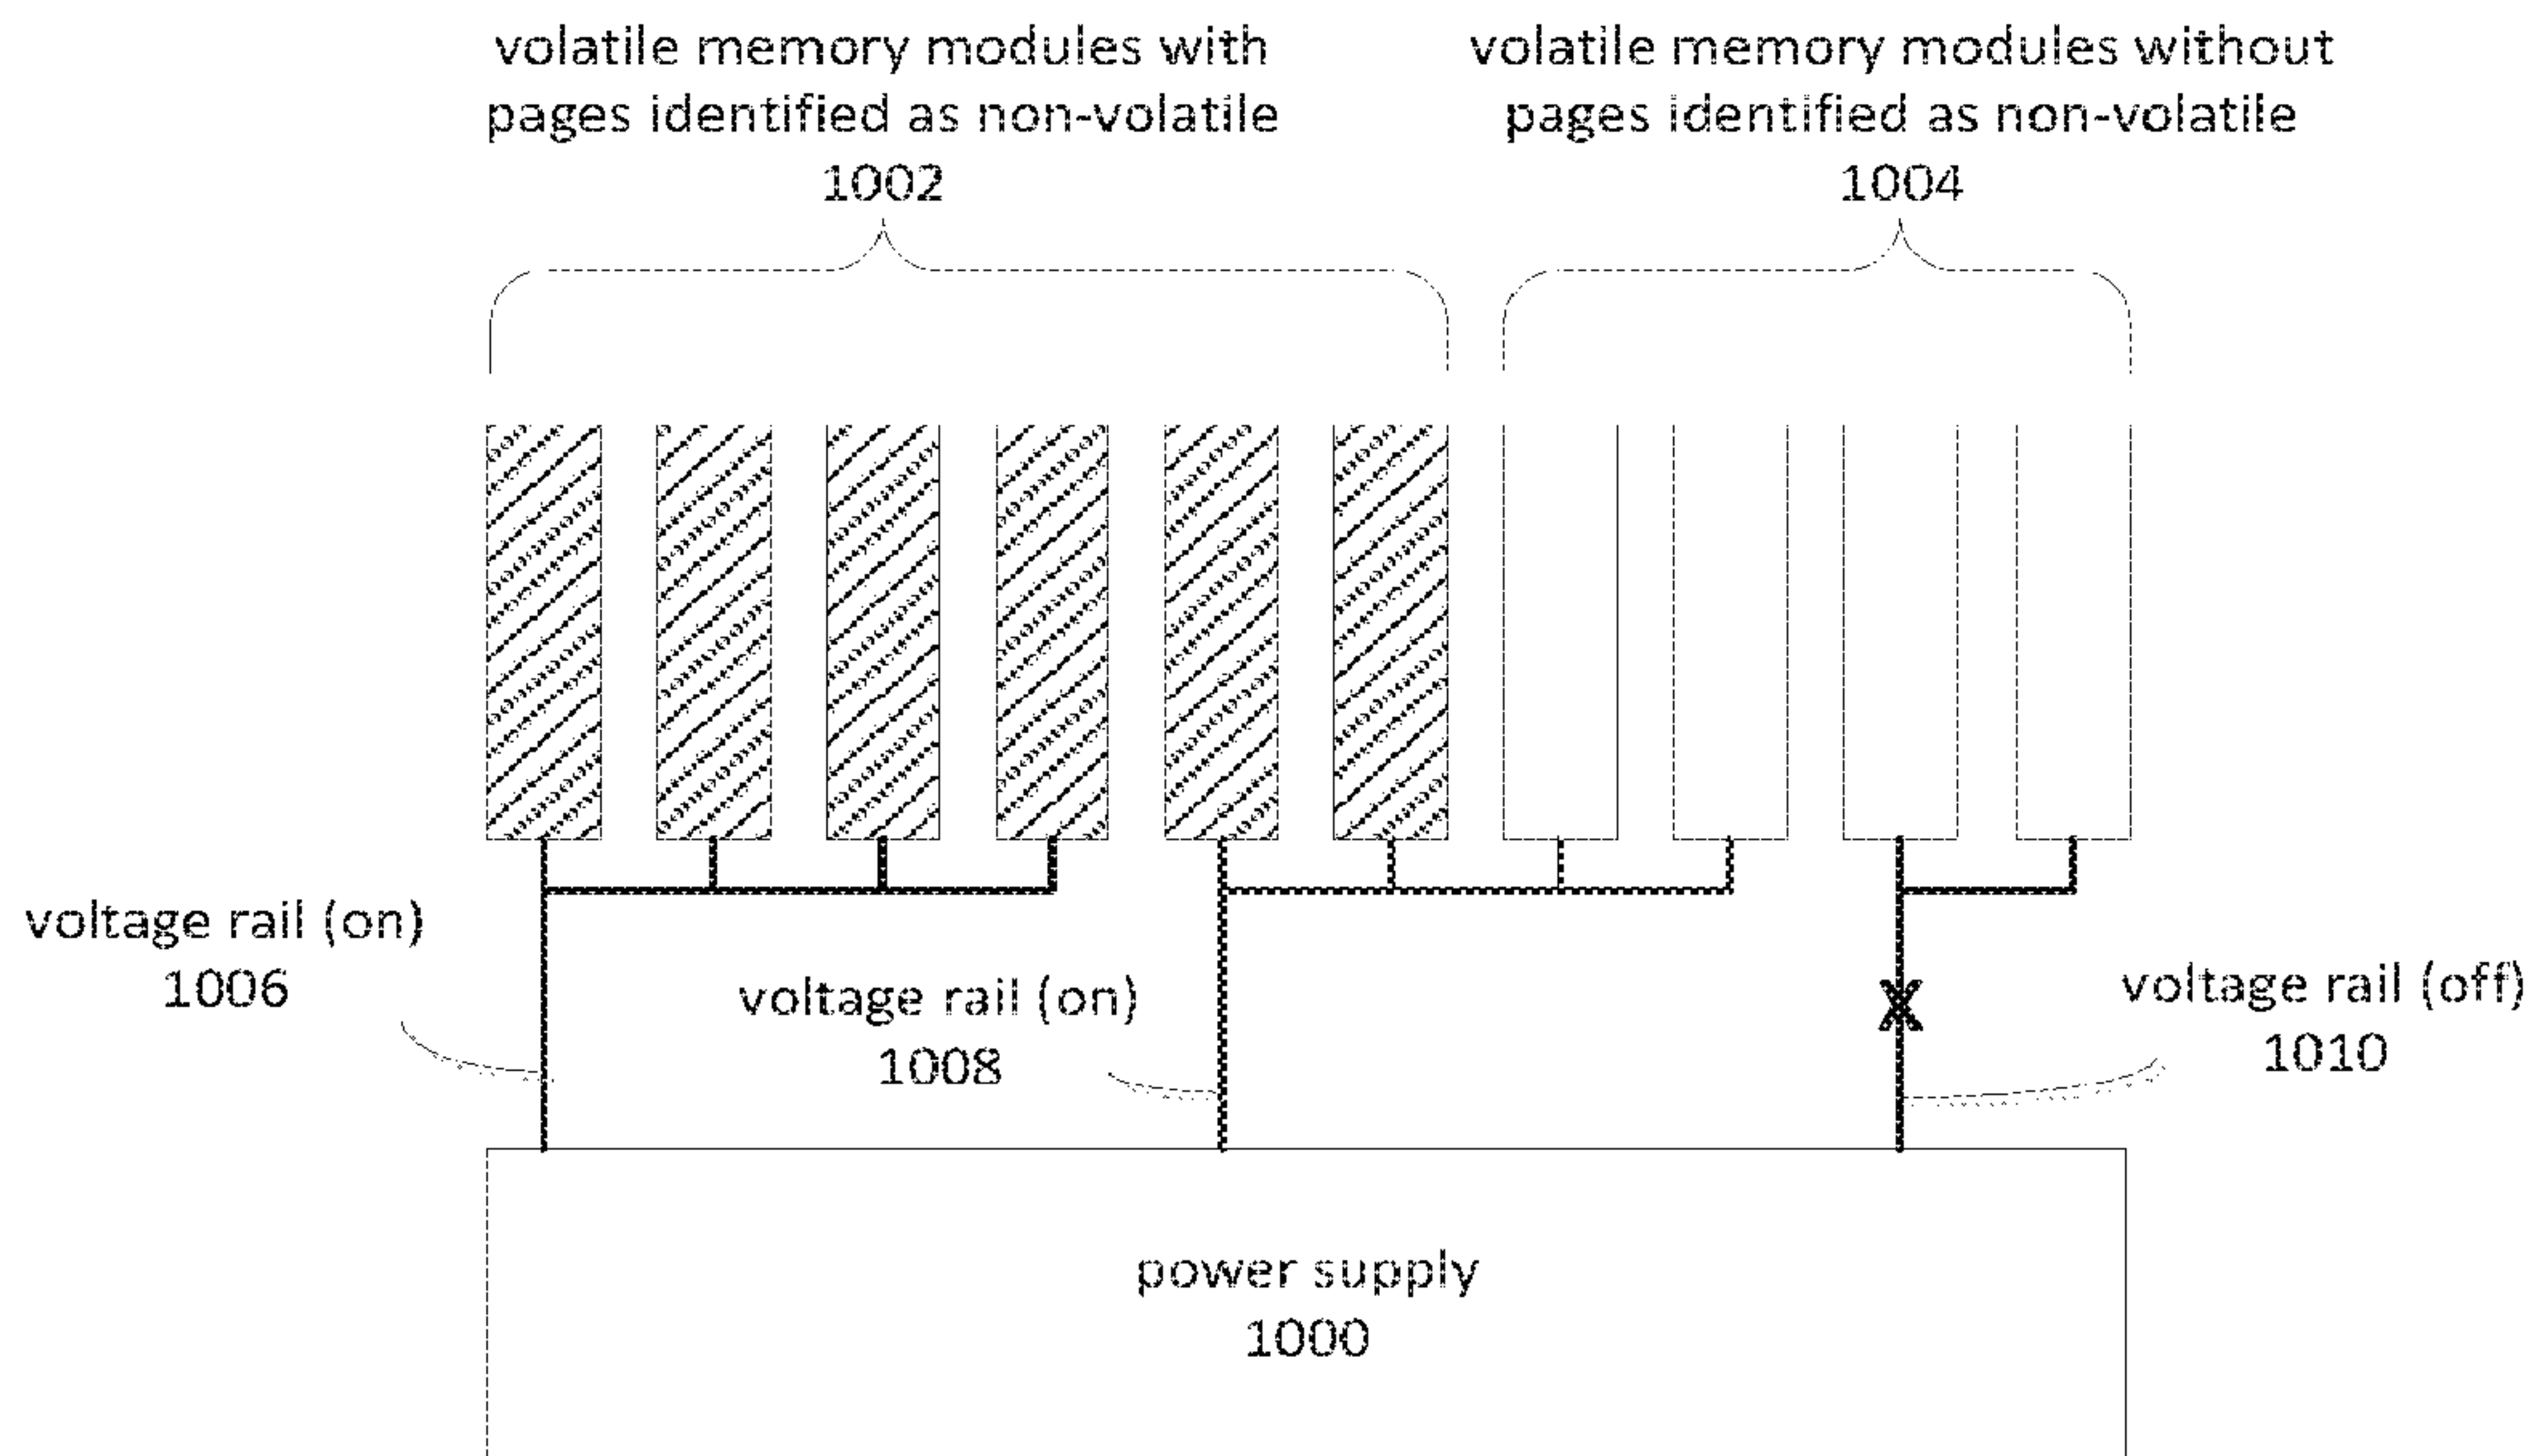 volatile memory modules with
pages identified as non-volatile
1002
volatile memory modules without
pages identified as non-volatile
1004
voltage rail (on)
1006
voltage rail (on)
1008
X
voltage rail (off)
1010
power supply
1000